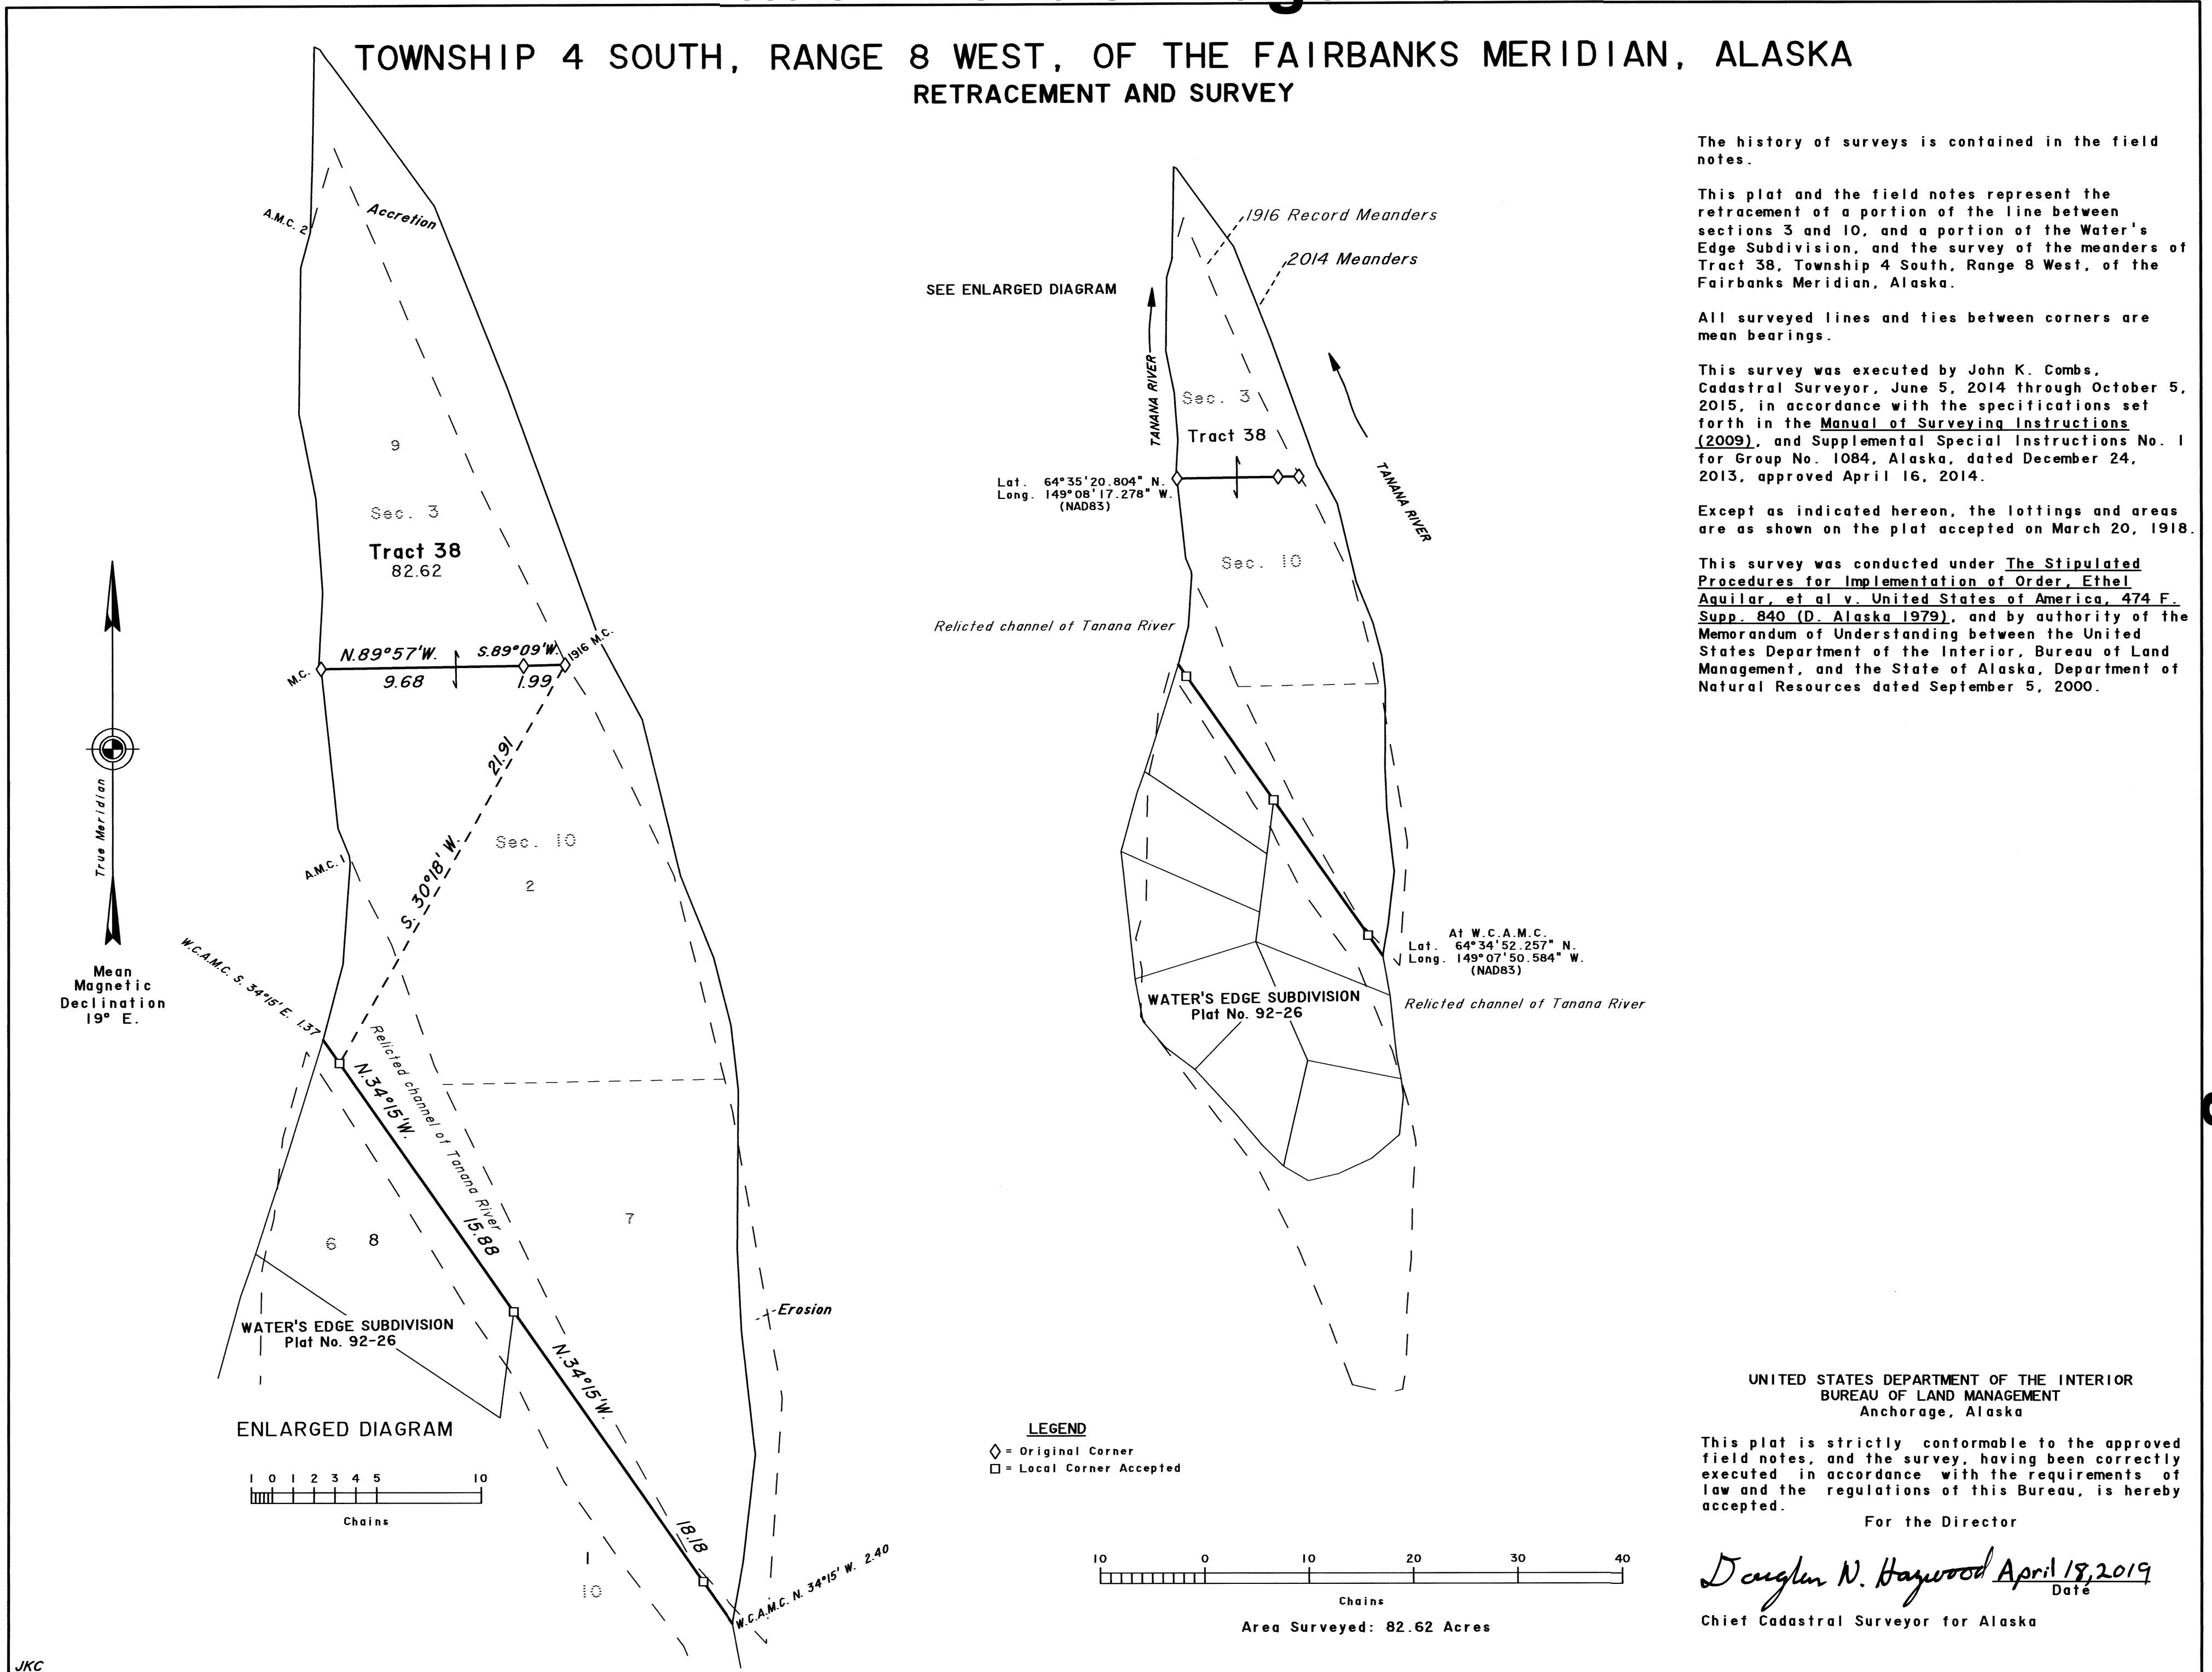 TOWNSHIP 4 SOUTH, RANGE 8 WEST, OF THE FAIRBANKS MERIDIAN, ALASKA
RETRACEMENT AND SURVEY
A.M.C. 2
Accretion
9
Sec. 3
Tract 38
82.62
M.C.
N.89°57'W.
9.68
S.89°09'W.
1.99
1916 M.C.
21.91
S. 30°18' W.
Sec. 10
2
A.M.C. 1
W.C.A.M.C. S. 34°15' E. 1.37
N.34°15'W.
15.88
Relicted channel of Tanana River
7
6 8
WATER'S EDGE SUBDIVISION
Plat No. 92-26
Erosion
N.34°15'W.
18.18
W.C.A.M.C. N. 34°15' W. 2.40
1
10
True Meridian
Mean
Magnetic
Declination
19° E.
ENLARGED DIAGRAM
1 0 1 2 3 4 5 10
Chains
JKC
SEE ENLARGED DIAGRAM
1916 Record Meanders
2014 Meanders
TANANA RIVER
TANANA RIVER
Sec. 3
Tract 38
Lat. 64°35'20.804" N.
Long. 149°08'17.278" W.
(NAD83)
Sec. 10
Relicted channel of Tanana River
At W.C.A.M.C.
Lat. 64°34'52.257" N.
Long. 149°07'50.584" W.
(NAD83)
WATER'S EDGE SUBDIVISION
Plat No. 92-26
Relicted channel of Tanana River
LEGEND
= Original Corner
= Local Corner Accepted
10 0 10 20 30 40
Chains
Area Surveyed: 82.62 Acres
The history of surveys is contained in the field
notes.
This plat and the field notes represent the
retracement of a portion of the line between
sections 3 and 10, and a portion of the Water's
Edge Subdivision, and the survey of the meanders of
Tract 38, Township 4 South, Range 8 West, of the
Fairbanks Meridian, Alaska.
All surveyed lines and ties between corners are
mean bearings.
This survey was executed by John K. Combs,
Cadastral Surveyor, June 5, 2014 through October 5,
2015, in accordance with the specifications set
forth in the Manual of Surveying Instructions
(2009), and Supplemental Special Instructions No. 1
for Group No. 1084, Alaska, dated December 24,
2013, approved April 16, 2014.
Except as indicated hereon, the lottings and areas
are as shown on the plat accepted on March 20, 1918.
This survey was conducted under The Stipulated
Procedures for Implementation of Order, Ethel
Aguilar, et al v. United States of America, 474 F.
Supp. 840 (D. Alaska 1979), and by authority of the
Memorandum of Understanding between the United
States Department of the Interior, Bureau of Land
Management, and the State of Alaska, Department of
Natural Resources dated September 5, 2000.
UNITED STATES DEPARTMENT OF THE INTERIOR
BUREAU OF LAND MANAGEMENT
Anchorage, Alaska
This plat is strictly conformable to the approved
field notes, and the survey, having been correctly
executed in accordance with the requirements of
law and the regulations of this Bureau, is hereby
accepted.
For the Director
Douglas N. Haywood April 18, 2019
Date
Chief Cadastral Surveyor for Alaska